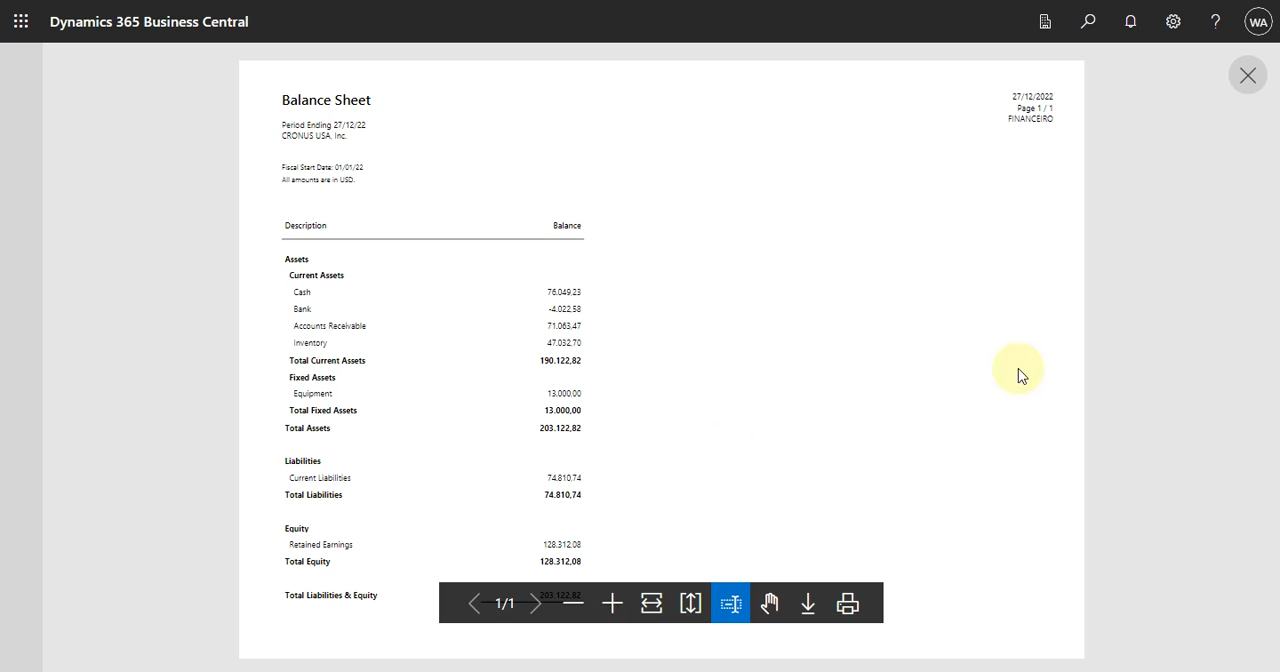 Dynamics 365 Business Central
WA
Balance Sheet
27/12/2022
Page 1 / 1
FINANCEIRO
Period Ending 27/12/22
CRONUS USA, Inc.
Fiscal Start Date: 01/01/22
All amounts are in USD.
Description Balance
Assets
Current Assets
Cash 76.049,23
Bank -4.022,58
Accounts Receivable 71.063,47
Inventory 47.032,70
Total Current Assets 190.122,82
Fixed Assets
Equipment 13.000,00
Total Fixed Assets 13.000,00
Total Assets 203.122,82
Liabilities
Current Liabilities 74.810,74
Total Liabilities 74.810,74
Equity
Retained Earnings 128.312,08
Total Equity 128.312,08
Total Liabilities & Equity 203.122,82
1/1